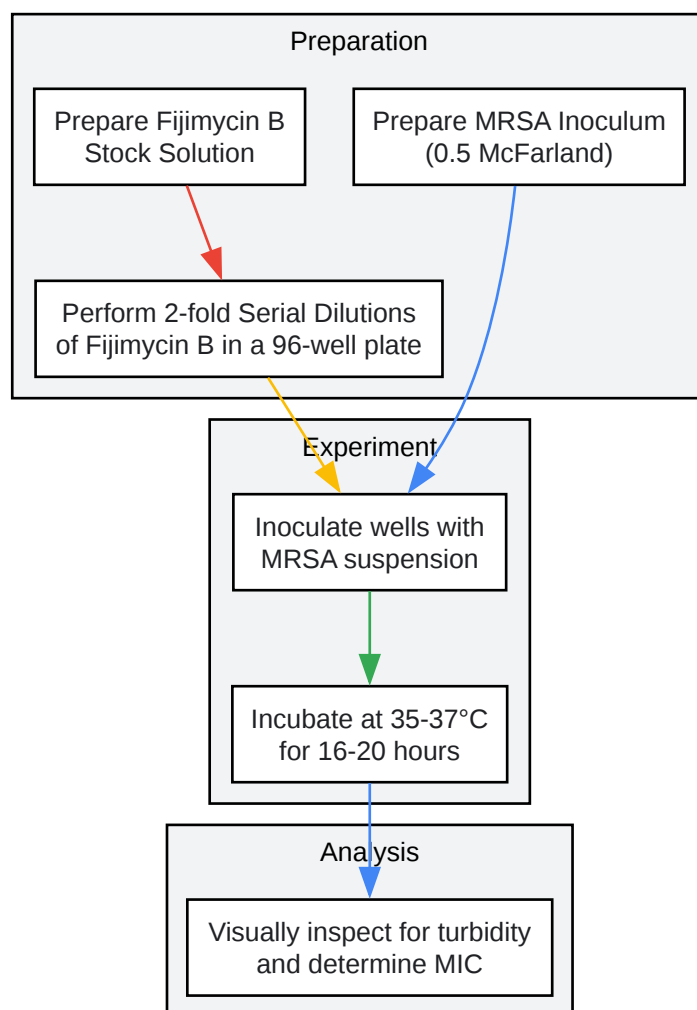 Preparation
Prepare Fijimycin B
Stock Solution
Prepare MRSA Inoculum
(0.5 McFarland)
Perform 2-fold Serial Dilutions
of Fijimycin B in a 96-well plate
Experiment
Inoculate wells with
MRSA suspension
Incubate at 35-37°C
for 16-20 hours
Analysis
Visually inspect for turbidity
and determine MIC